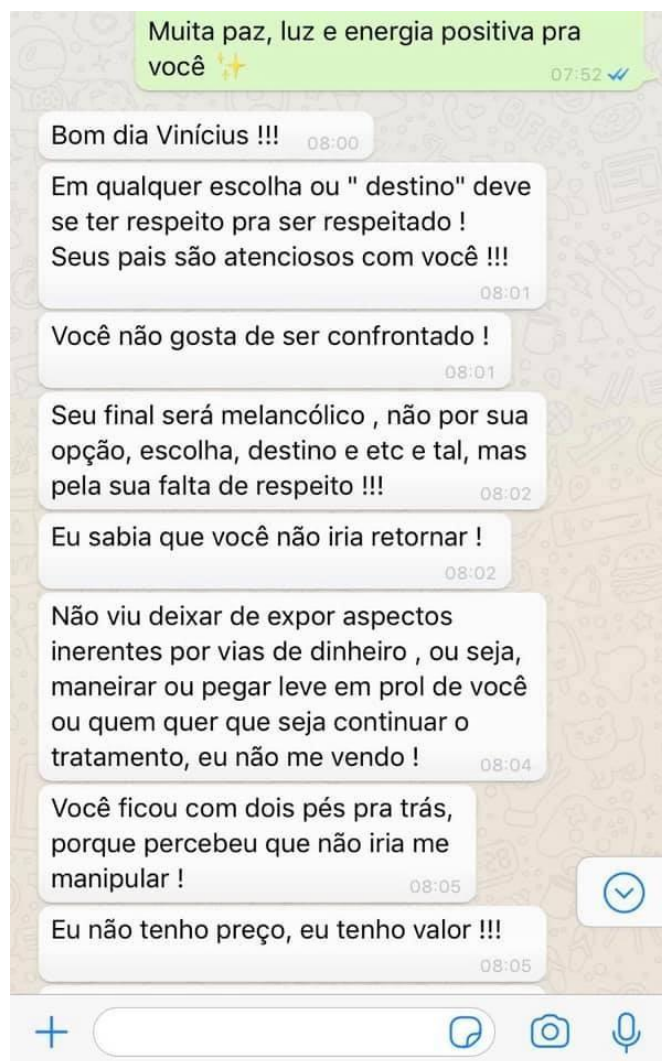 Muita paz, luz e energia positiva pra
você ✨
07:52
Bom dia Vinícius !!!
08:00
Em qualquer escolha ou " destino" deve
se ter respeito pra ser respeitado !
Seus pais são atenciosos com você !!!
08:01
Você não gosta de ser confrontado !
08:01
Seu final será melancólico , não por sua
opção, escolha, destino e etc e tal, mas
pela sua falta de respeito !!!
08:02
Eu sabia que você não iria retornar !
08:02
Não viu deixar de expor aspectos
inerentes por vias de dinheiro , ou seja,
maneirar ou pegar leve em prol de você
ou quem quer que seja continuar o
tratamento, eu não me vendo !
08:04
Você ficou com dois pés pra trás,
porque percebeu que não iria me
manipular !
08:05
Eu não tenho preço, eu tenho valor !!!
08:05